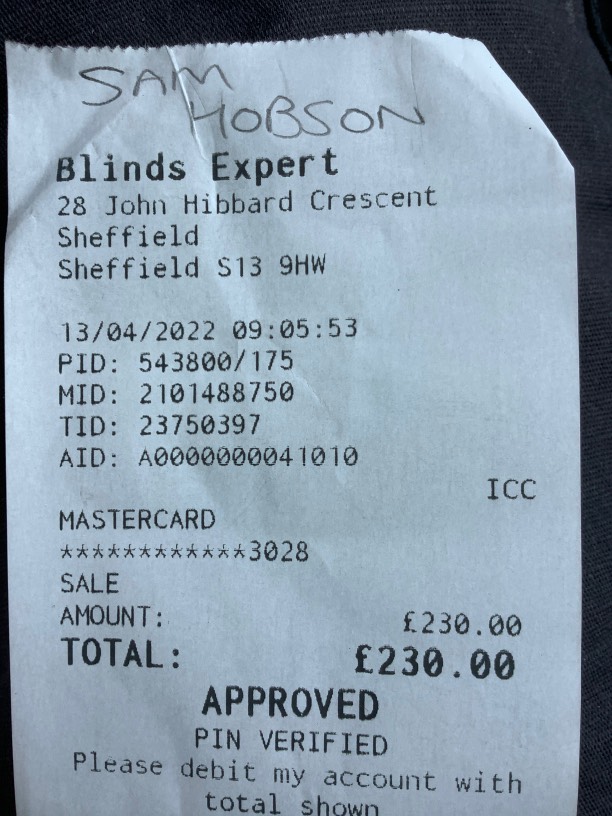 SAM
HOBSON
Blinds Expert
28 John Hibbard Crescent
Sheffield
Sheffield S13 9HW
13/04/2022 09:05:53
PID: 543800/175
MID: 2101488750
TID: 23750397
AID: A0000000041010
ICC
MASTERCARD
************3028
SALE
AMOUNT: £230.00
TOTAL: £230.00
APPROVED
PIN VERIFIED
Please debit my account with
total shown